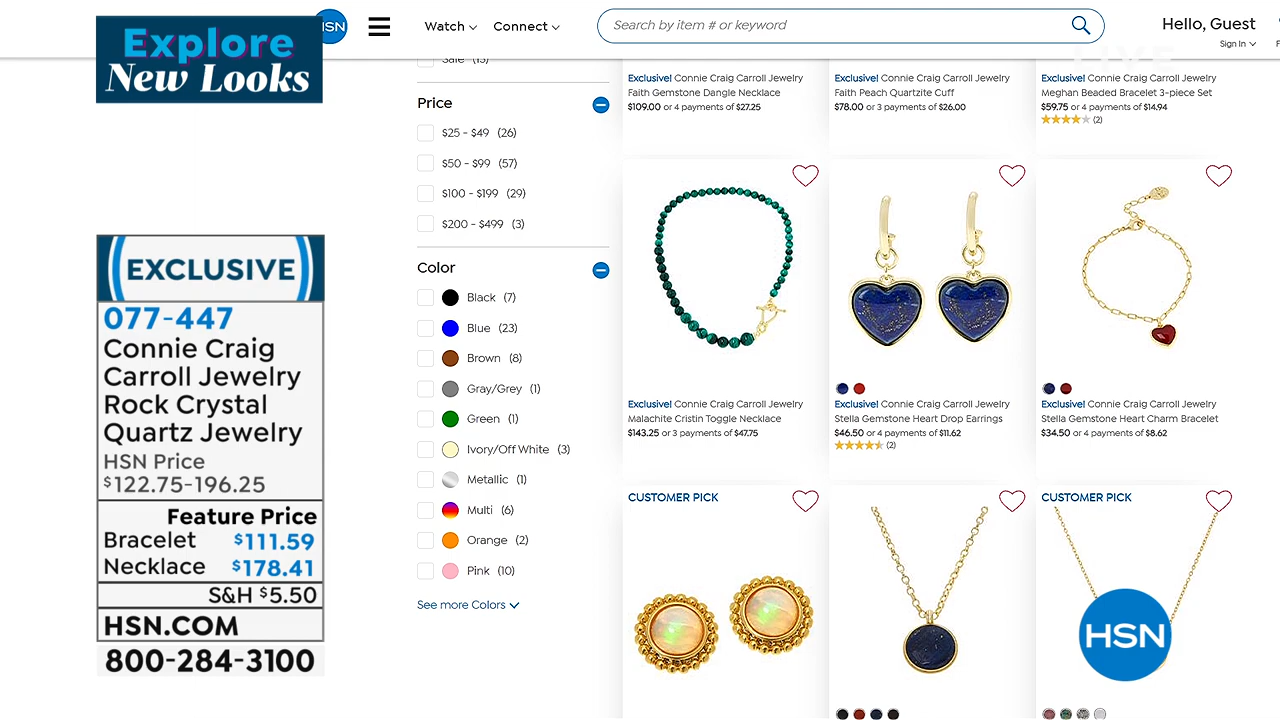 Explore
New Looks
HSN
Watch
Connect
Search by item # or keyword
Hello, Guest
Sign In
LIVE
EXCLUSIVE
077-447
Connie Craig
Carroll Jewelry
Rock Crystal
Quartz Jewelry
HSN Price
$122.75-196.25
Feature Price
Bracelet $111.59
Necklace $178.41
S&H $5.50
HSN.COM
800-284-3100
Sale (15)
Price
$25 - $49 (26)
$50 - $99 (57)
$100 - $199 (29)
$200 - $499 (3)
Color
Black (7)
Blue (23)
Brown (8)
Gray/Grey (1)
Green (1)
Ivory/Off White (3)
Metallic (1)
Multi (6)
Orange (2)
Pink (10)
See more Colors
Exclusive! Connie Craig Carroll Jewelry
Faith Gemstone Dangle Necklace
$109.00 or 4 payments of $27.25
Exclusive! Connie Craig Carroll Jewelry
Faith Peach Quartzite Cuff
$78.00 or 3 payments of $26.00
Exclusive! Connie Craig Carroll Jewelry
Meghan Beaded Bracelet 3-piece Set
$59.75 or 4 payments of $14.94
(2)
Exclusive! Connie Craig Carroll Jewelry
Malachite Cristin Toggle Necklace
$143.25 or 3 payments of $47.75
Exclusive! Connie Craig Carroll Jewelry
Stella Gemstone Heart Drop Earrings
$46.50 or 4 payments of $11.62
(2)
Exclusive! Connie Craig Carroll Jewelry
Stella Gemstone Heart Charm Bracelet
$34.50 or 4 payments of $8.62
CUSTOMER PICK
CUSTOMER PICK
HSN